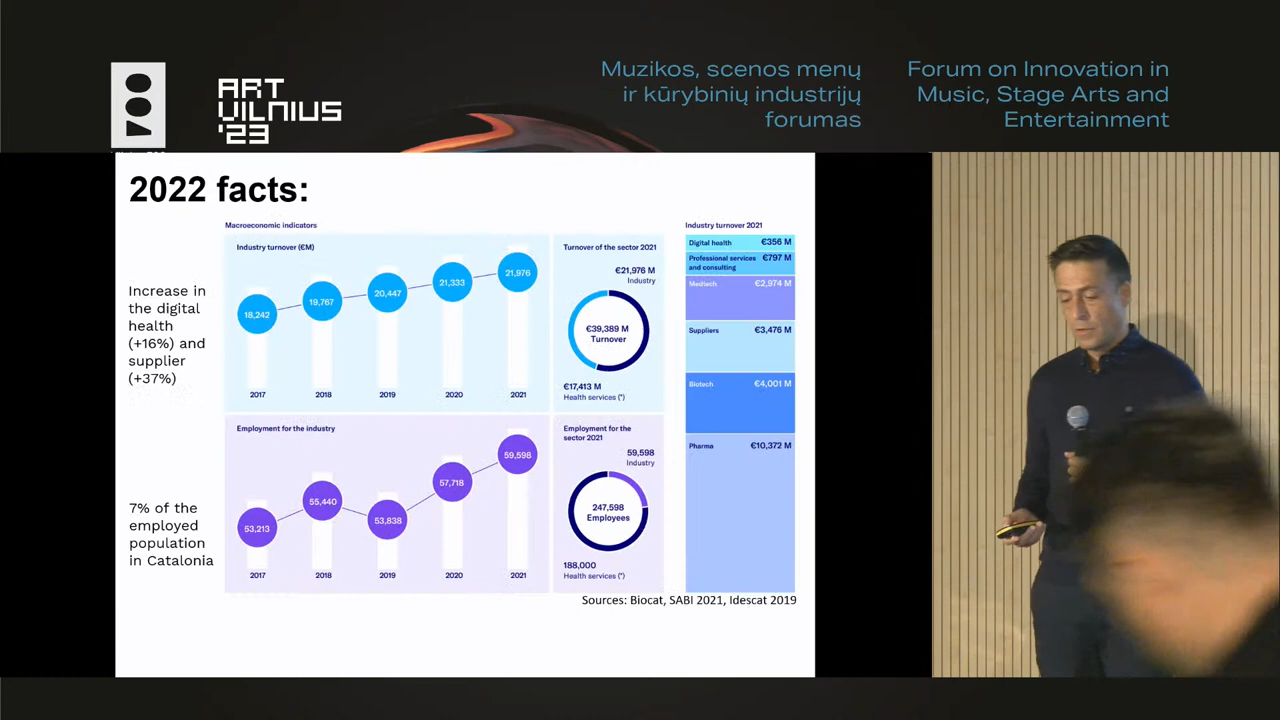 ART
VILNIUS
'23
Muzikos, scenos menų
ir kūrybinių industrijų
forumas
Forum on Innovation in
Music, Stage Arts and
Entertainment
2022 facts:
Increase in
the digital
health
(+16%) and
supplier
(+37%)
7% of the
employed
population
in Catalonia
Macroeconomic indicators
Industry turnover (€M)
18,242
19,767
20,447
21,333
21,976
2017
2018
2019
2020
2021
Turnover of the sector 2021
€21,976 M
Industry
€39,389 M
Turnover
€17,413 M
Health services (*)
Employment for the industry
53,213
55,440
53,838
57,718
59,598
2017
2018
2019
2020
2021
Employment for the
sector 2021
59,598
Industry
247,598
Employees
188,000
Health services (*)
Industry turnover 2021
Digital health €356 M
Professional services €797 M
and consulting
Medtech €2,974 M
Suppliers €3,476 M
Biotech €4,001 M
Pharma €10,372 M
Sources: Biocat, SABI 2021, Idescat 2019